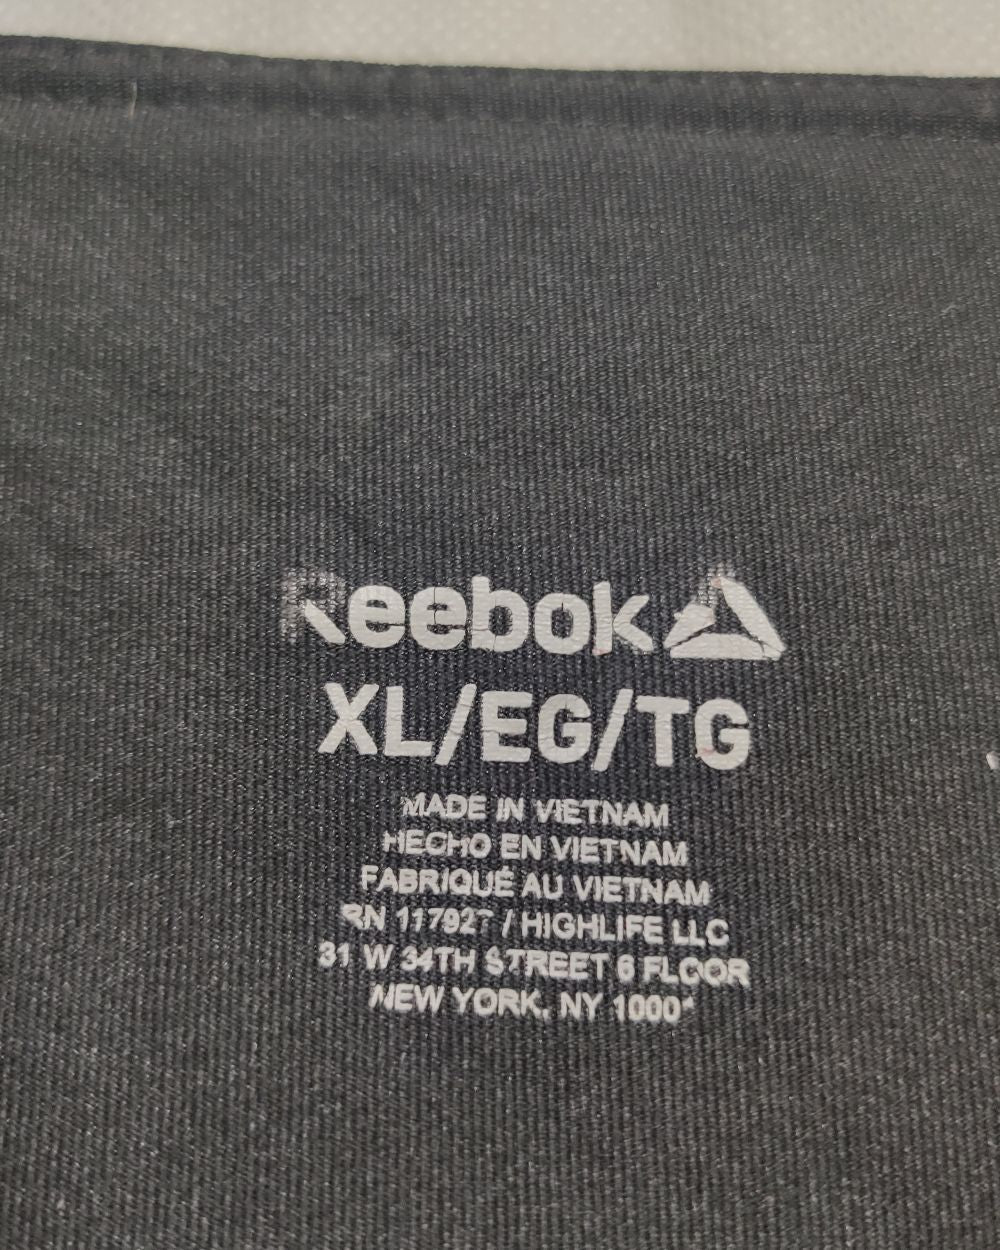 Reebok
XL/EG/TG
MADE IN VIETNAM
HECHO EN VIETNAM
FABRIQUÉ AU VIETNAM
RN 117927 / HIGHLIFE LLC
31 W 34TH STREET 6 FLOOR
NEW YORK, NY